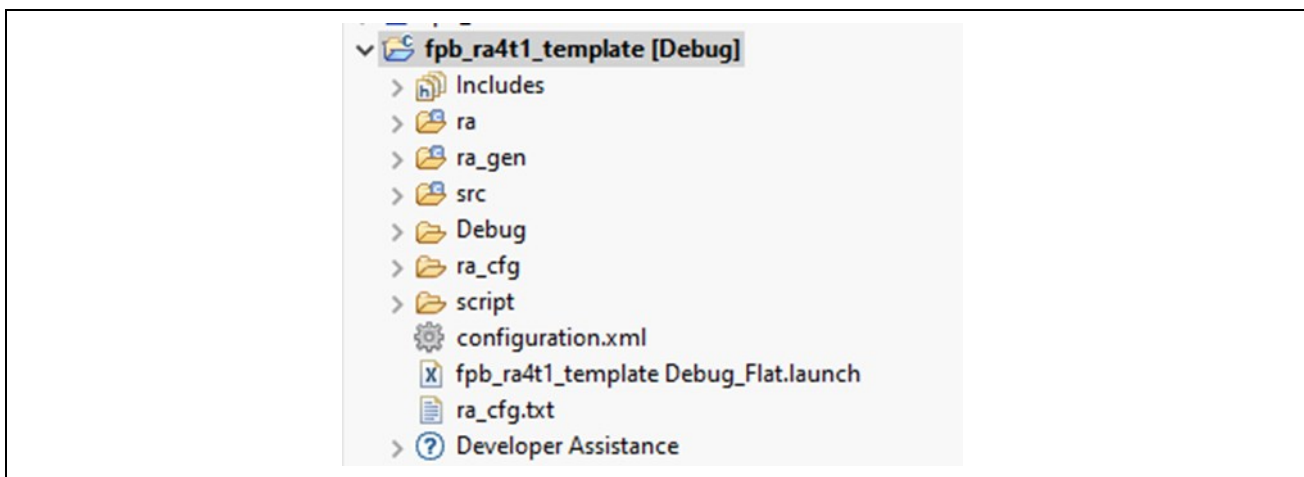 fpb_ra4t1_template [Debug]
Includes
ra
ra_gen
src
Debug
ra_cfg
script
configuration.xml
fpb_ra4t1_template Debug_Flat.launch
ra_cfg.txt
Developer Assistance